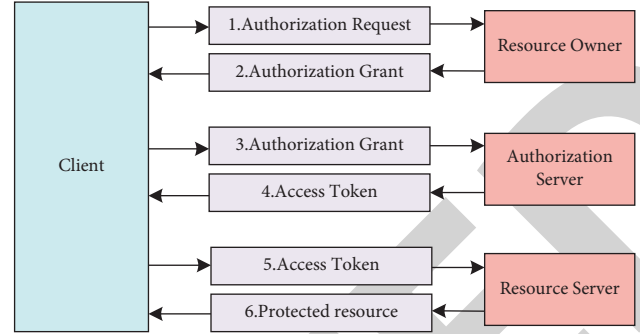 1.Authorization Request
Resource Owner
2.Authorization Grant
Client
3.Authorization Grant
Authorization
Server
4.Access Token
5.Access Token
Resource Server
6.Protected resource